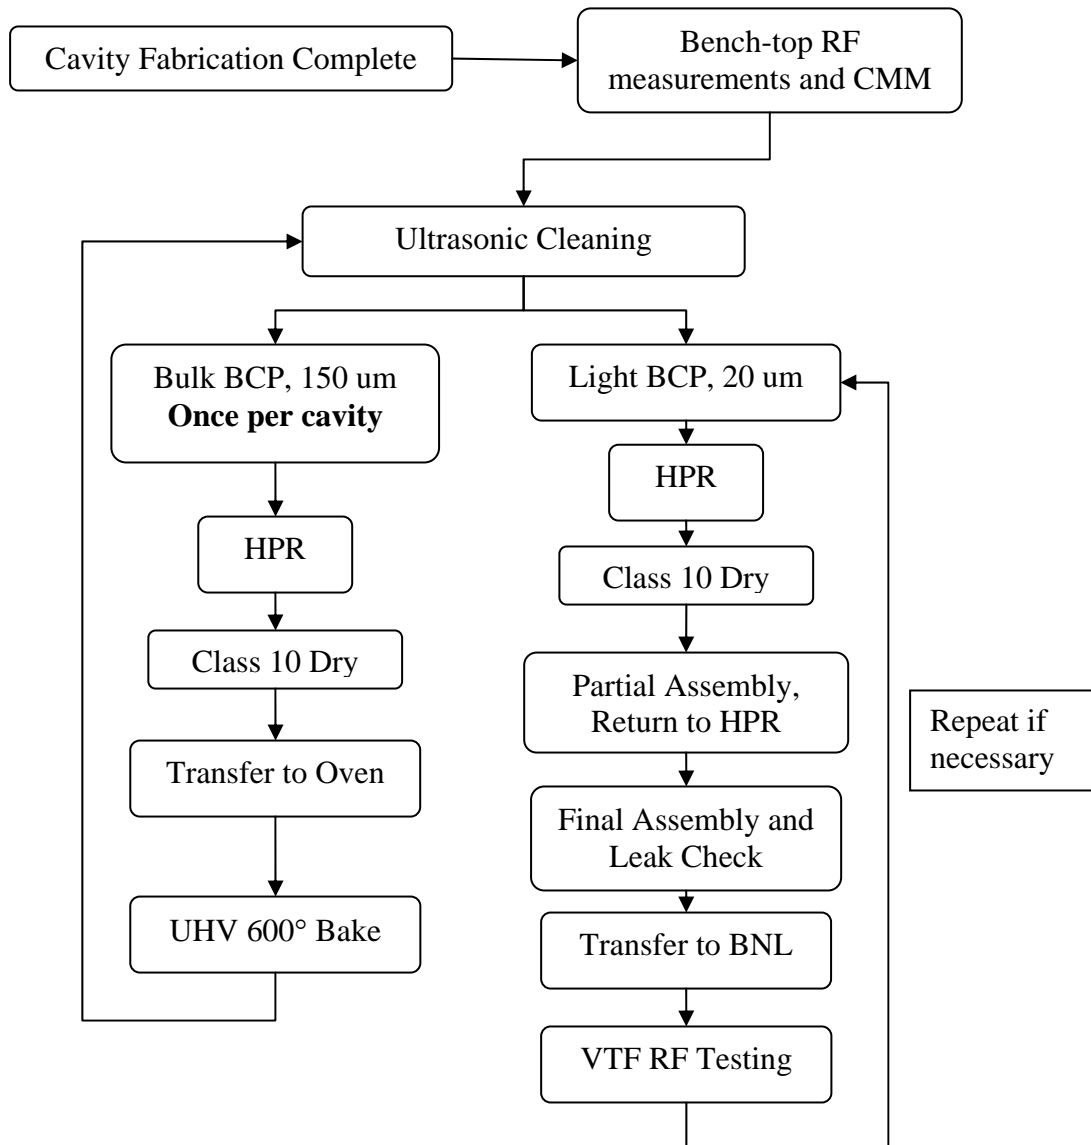 Cavity Fabrication Complete
Bench-top RF
measurements and CMM
Ultrasonic Cleaning
Bulk BCP, 150 um
Once per cavity
HPR
Class 10 Dry
Transfer to Oven
UHV 600° Bake
Light BCP, 20 um
HPR
Class 10 Dry
Partial Assembly,
Return to HPR
Final Assembly and
Leak Check
Transfer to BNL
VTF RF Testing
Repeat if
necessary